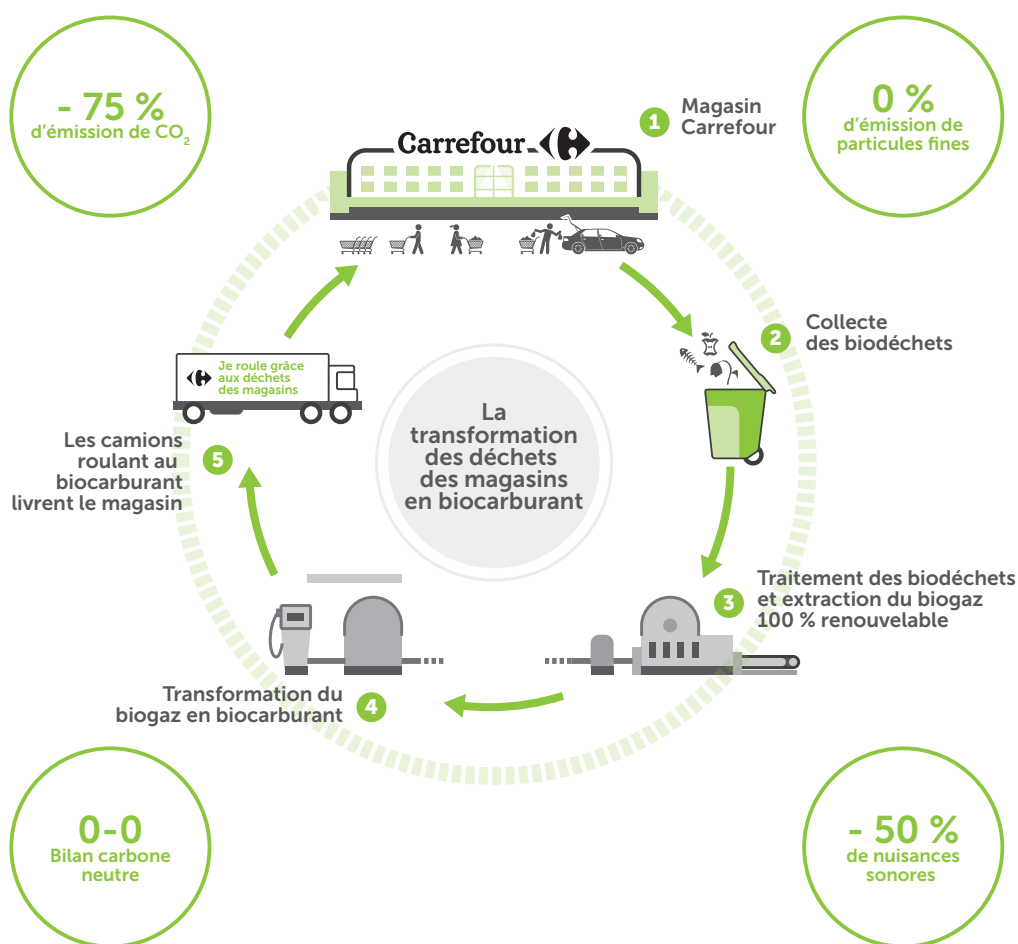 - 75 %
d'émission de CO₂
0 %
d'émission de
particules fines
Carrefour
1
Magasin
Carrefour
2
Collecte
des biodéchets
Je roule grâce
aux déchets
des magasins
La
transformation
des déchets
des magasins
en biocarburant
5
Les camions
roulant au
biocarburant
livrent le magasin
3
Traitement des biodéchets
et extraction du biogaz
100 % renouvelable
4
Transformation du
biogaz en biocarburant
0-0
Bilan carbone
neutre
- 50 %
de nuisances
sonores